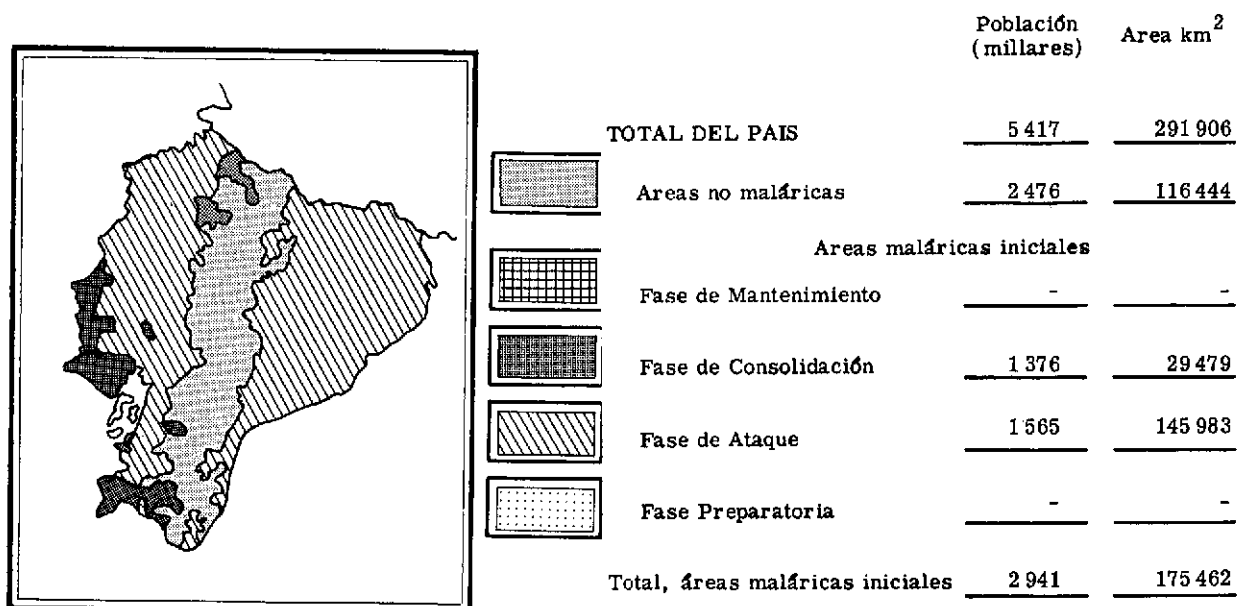 Población Area km²
(millares)
TOTAL DEL PAIS 5 417 291 906
Areas no maláricas 2 476 116 444
Areas maláricas iniciales
Fase de Mantenimiento - -
Fase de Consolidación 1 376 29 479
Fase de Ataque 1 565 145 983
Fase Preparatoria - -
Total, áreas maláricas iniciales 2 941 175 462